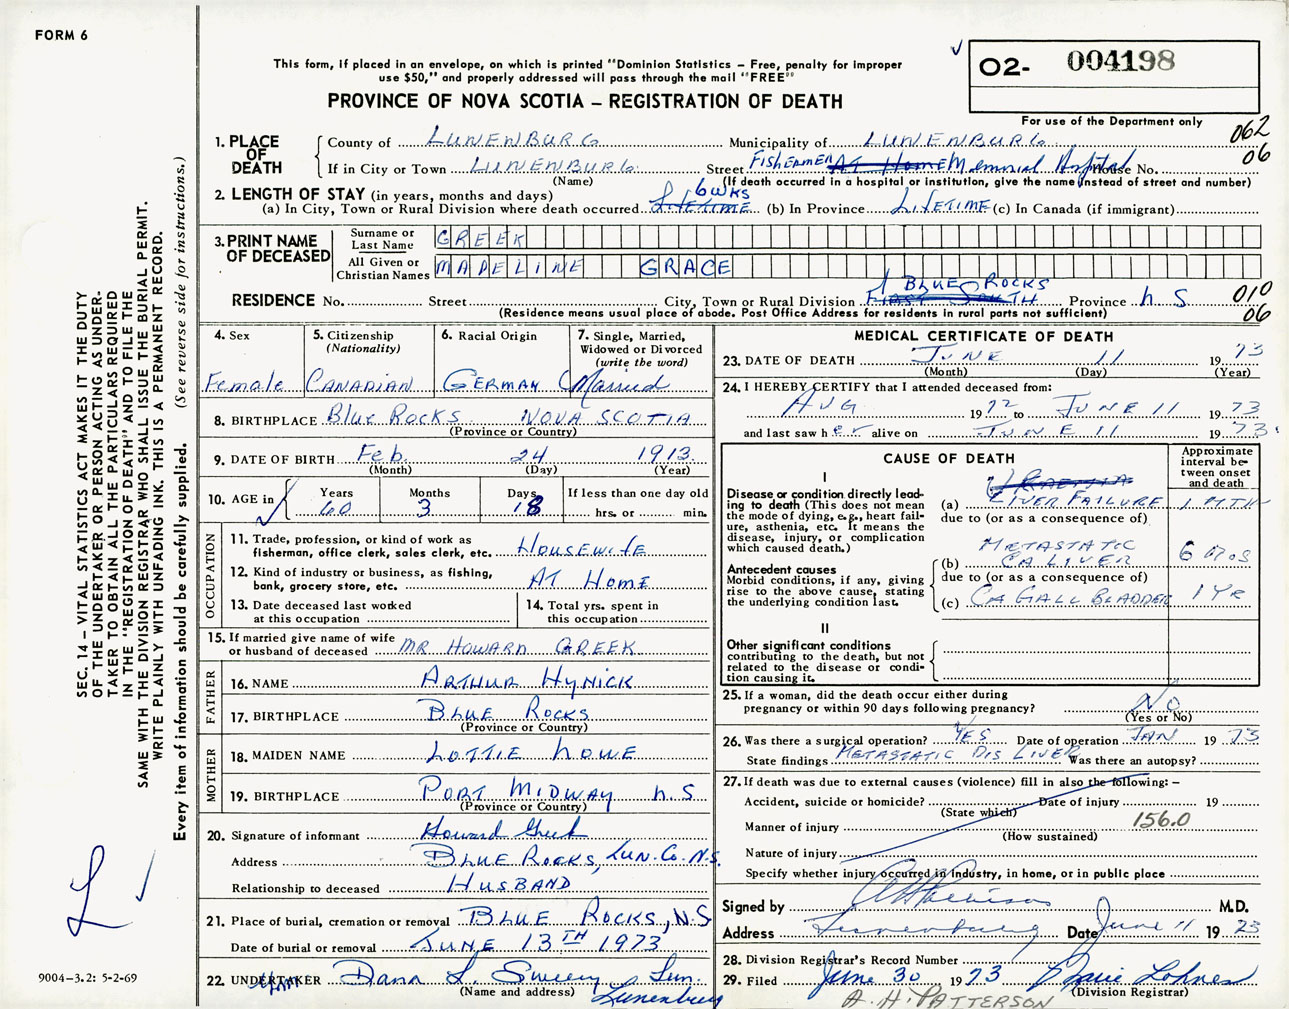 FORM 6
This form, if placed in an envelope, on which is printed "Dominion Statistics – Free, penalty for improper
use $50," and properly addressed will pass through the mail "FREE"
PROVINCE OF NOVA SCOTIA – REGISTRATION OF DEATH
02- 004198
For use of the Department only
062
06
1. PLACE OF DEATH
County of LUNENBURG Municipality of LUNENBURG
If in City or Town LUNENBURG Street FISHERMEN AT HOME Memorial Hospital House No.
(Name) (If death occurred in a hospital or institution, give the name instead of street and number)
2. LENGTH OF STAY (in years, months and days) 6 WKS
(a) In City, Town or Rural Division where death occurred LIFETIME (b) In Province LIFETIME (c) In Canada (if immigrant)
3. PRINT NAME OF DECEASED
Surname or Last Name GREEK
All Given or Christian Names MADELINE GRACE
BLUE ROCKS
RESIDENCE No. Street City, Town or Rural Division FIRST SOUTH Province N. S 010
06
(Residence means usual place of abode. Post Office Address for residents in rural parts not sufficient)
4. Sex Female
5. Citizenship (Nationality) CANADIAN
6. Racial Origin GERMAN
7. Single, Married, Widowed or Divorced (write the word) Married
8. BIRTHPLACE BLUE ROCKS NOVA SCOTIA
(Province or Country)
9. DATE OF BIRTH Feb. 24 1913
(Month) (Day) (Year)
10. AGE in Years 60 Months 3 Days 18 If less than one day old hrs. or min.
OCCUPATION
11. Trade, profession, or kind of work as fisherman, office clerk, sales clerk, etc. HOUSEWIFE
12. Kind of industry or business, as fishing, bank, grocery store, etc. AT HOME
13. Date deceased last worked at this occupation
14. Total yrs. spent in this occupation
15. If married give name of wife or husband of deceased MR HOWARD GREEK
FATHER
16. NAME ARTHUR HYNICK
17. BIRTHPLACE BLUE ROCKS
(Province or Country)
MOTHER
18. MAIDEN NAME LOTTIE LOWE
19. BIRTHPLACE PORT MIDWAY N. S
(Province or Country)
20. Signature of informant Howard Greek
Address BLUE ROCKS, LUN. CO. N.S.
Relationship to deceased HUSBAND
21. Place of burial, cremation or removal BLUE ROCKS, N.S
Date of burial or removal JUNE 13TH 1973
22. UNDERTAKER Dana L. Sweeny Lun.
(Name and address) Lunenburg
MEDICAL CERTIFICATE OF DEATH
23. DATE OF DEATH JUNE 11 1973
(Month) (Day) (Year)
24. I HEREBY CERTIFY that I attended deceased from:
AUG 1972 to JUNE 11 1973
and last saw her alive on JUNE 11 1973
CAUSE OF DEATH
Approximate interval between onset and death
I
Disease or condition directly leading to death (This does not mean the mode of dying, e.g., heart failure, asthenia, etc. It means the disease, injury, or complication which caused death.)
UREMIA
(a) LIVER FAILURE 1 MTH
due to (or as a consequence of)
Antecedent causes
Morbid conditions, if any, giving rise to the above cause, stating the underlying condition last.
(b) METASTATIC CA LIVER 6 MOS
due to (or as a consequence of)
(c) CA GALL BLADDER 1 YR
II
Other significant conditions
contributing to the death, but not related to the disease or condition causing it.
25. If a woman, did the death occur either during pregnancy or within 90 days following pregnancy? NO
(Yes or No)
26. Was there a surgical operation? YES Date of operation JAN 1973
State findings METASTATIC DIS LIVER Was there an autopsy?
27. If death was due to external causes (violence) fill in also the following: –
Accident, suicide or homicide? Date of injury 19
(State which)
Manner of injury 156.0
(How sustained)
Nature of injury
Specify whether injury occurred in industry, in home, or in public place
Signed by M.D.
Address Lunenburg Date June 11 1973
28. Division Registrar's Record Number
29. Filed June 30 1973 Lohnes
(Division Registrar)
A. H. PATTERSON
SEC. 14 – VITAL STATISTICS ACT MAKES IT THE DUTY
OF THE UNDERTAKER OR PERSON ACTING AS UNDER-
TAKER TO OBTAIN ALL THE PARTICULARS REQUIRED
IN THE "REGISTRATION OF DEATH" AND TO FILE THE
SAME WITH THE DIVISION REGISTRAR WHO SHALL ISSUE THE BURIAL PERMIT.
WRITE PLAINLY WITH UNFADING INK. THIS IS A PERMANENT RECORD.
Every item of information should be carefully supplied. (See reverse side for instructions.)
L
9004–3.2: 5-2-69